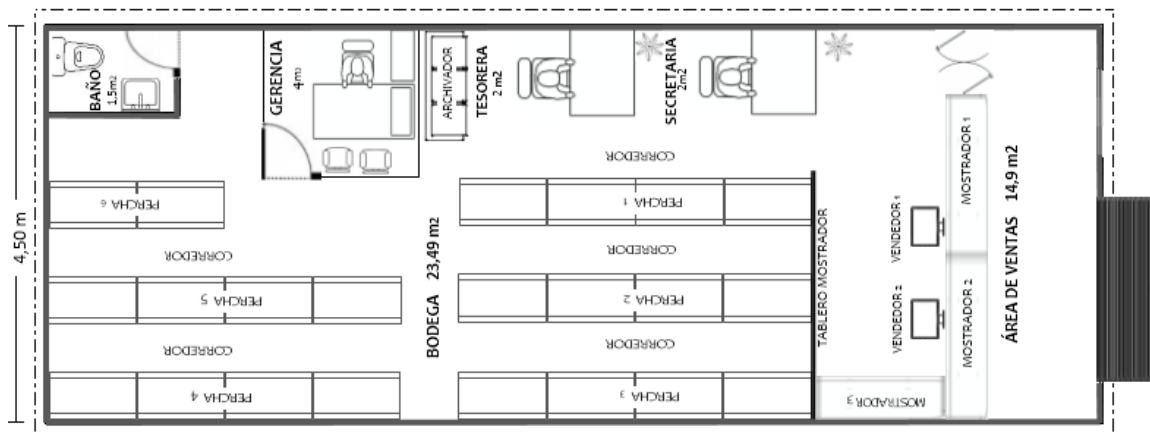 4,50 m
BAÑO
1.5m2
GERENCIA
4m2
ARCHIVADOR
TESORERA
2 m2
SECRETARIA
2m2
CORREDOR
PERCHA 6
PERCHA 1
MOSTRADOR 1
ÁREA DE VENTAS 14,9 m2
VENDEDOR 1
CORREDOR
CORREDOR
BODEGA 23,49 m2
TABLERO MOSTRADOR
PERCHA 5
PERCHA 2
VENDEDOR 2
MOSTRADOR 2
CORREDOR
CORREDOR
PERCHA 4
PERCHA 3
MOSTRADOR 3